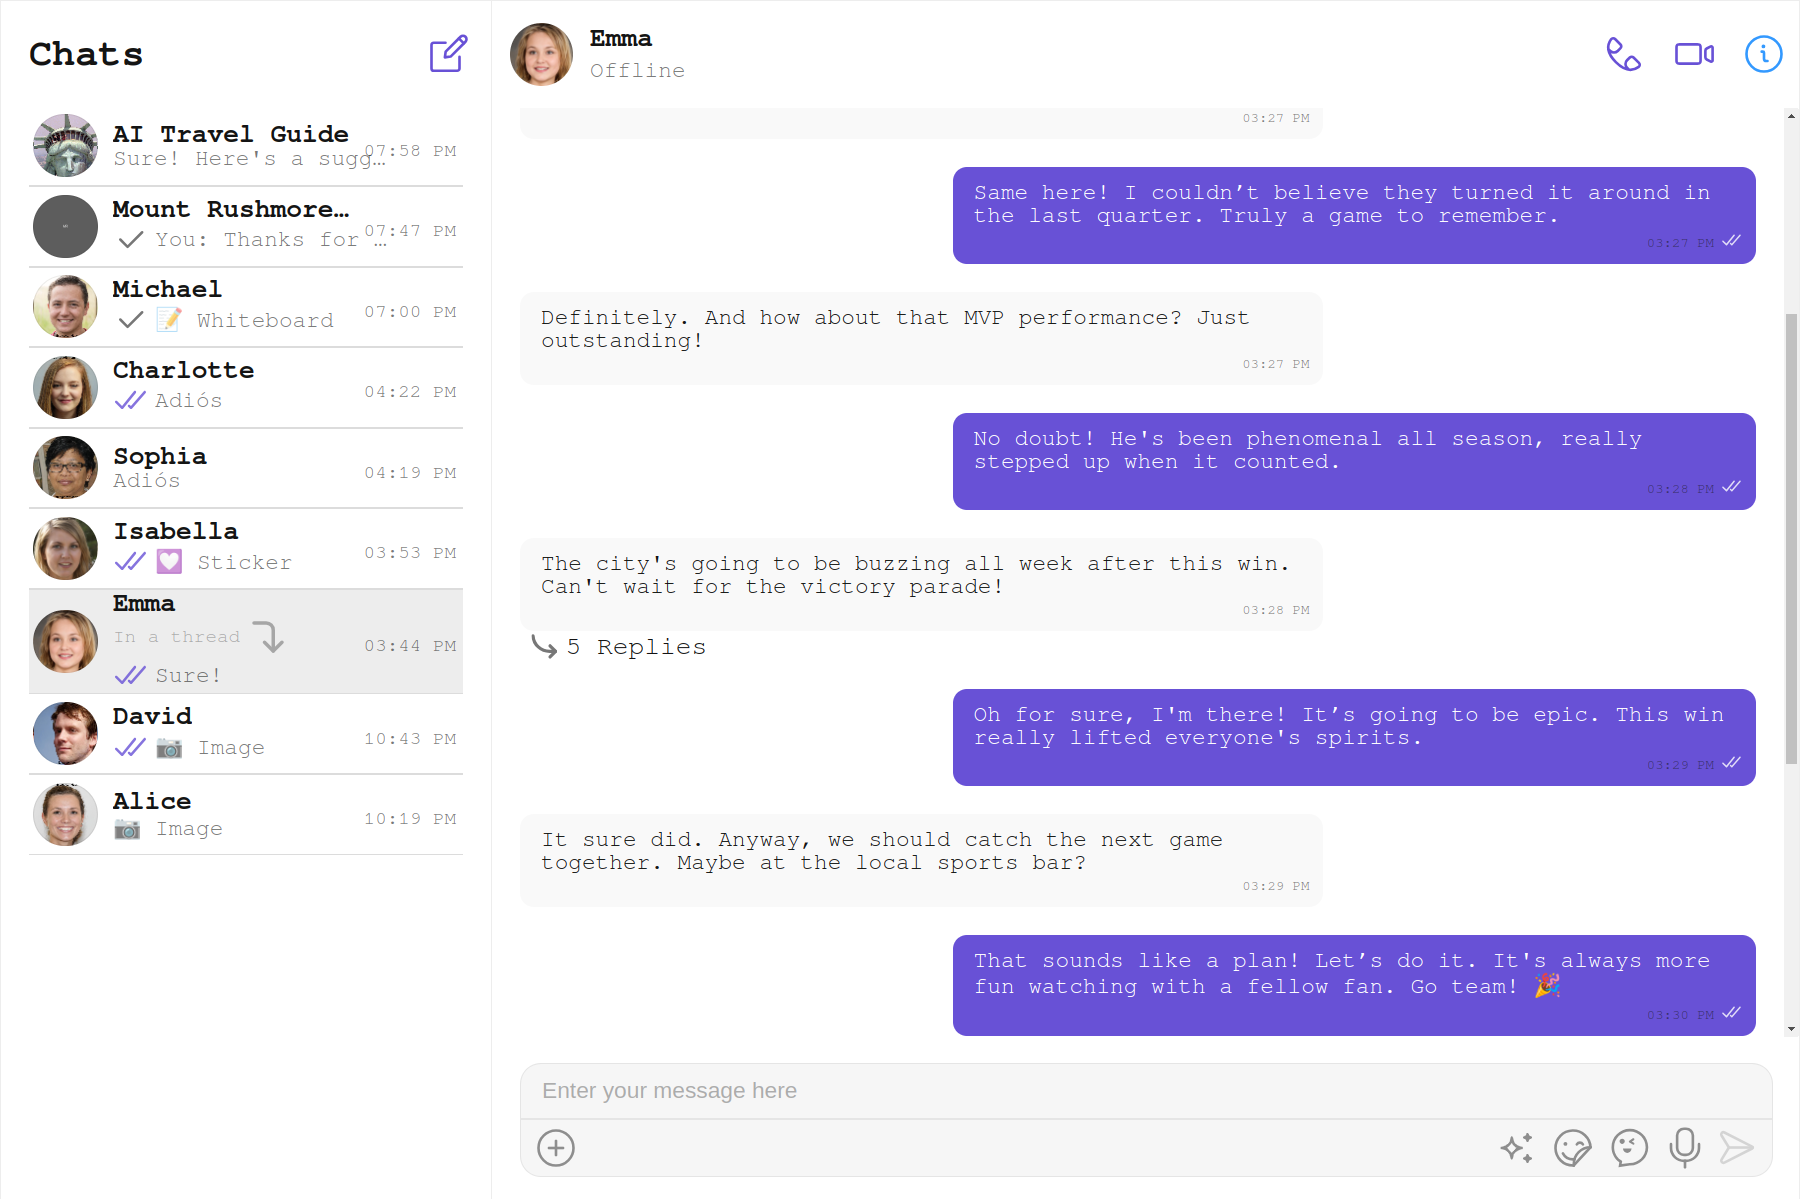 Chats
AI Travel Guide
Sure! Here's a sugg…
07:58 PM
Mount Rushmore…
You: Thanks for …
07:47 PM
Michael
📝 Whiteboard
07:00 PM
Charlotte
Adiós
04:22 PM
Sophia
Adiós
04:19 PM
Isabella
💟 Sticker
03:53 PM
Emma
In a thread
Sure!
03:44 PM
David
📷 Image
10:43 PM
Alice
📷 Image
10:19 PM
Emma
Offline
03:27 PM
Same here! I couldn’t believe they turned it around in
the last quarter. Truly a game to remember.
03:27 PM
Definitely. And how about that MVP performance? Just
outstanding!
03:27 PM
No doubt! He's been phenomenal all season, really
stepped up when it counted.
03:28 PM
The city's going to be buzzing all week after this win.
Can't wait for the victory parade!
03:28 PM
5 Replies
Oh for sure, I'm there! It’s going to be epic. This win
really lifted everyone's spirits.
03:29 PM
It sure did. Anyway, we should catch the next game
together. Maybe at the local sports bar?
03:29 PM
That sounds like a plan! Let’s do it. It's always more
fun watching with a fellow fan. Go team! 🎉
03:30 PM
Enter your message here